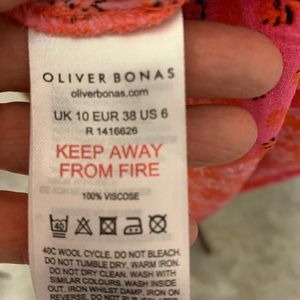 OLIVER BONAS
oliverbonas.com
UK 10 EUR 38 US 6
R 1416626
KEEP AWAY
FROM FIRE
100% VISCOSE
40
40C WOOL CYCLE. DO NOT BLEACH.
DO NOT TUMBLE DRY. WARM IRON.
DO NOT DRY CLEAN. WASH WITH
SIMILAR COLOURS. WASH INSIDE
OUT. IRON WHILST DAMP. IRON ON
REVERSE. DO NOT